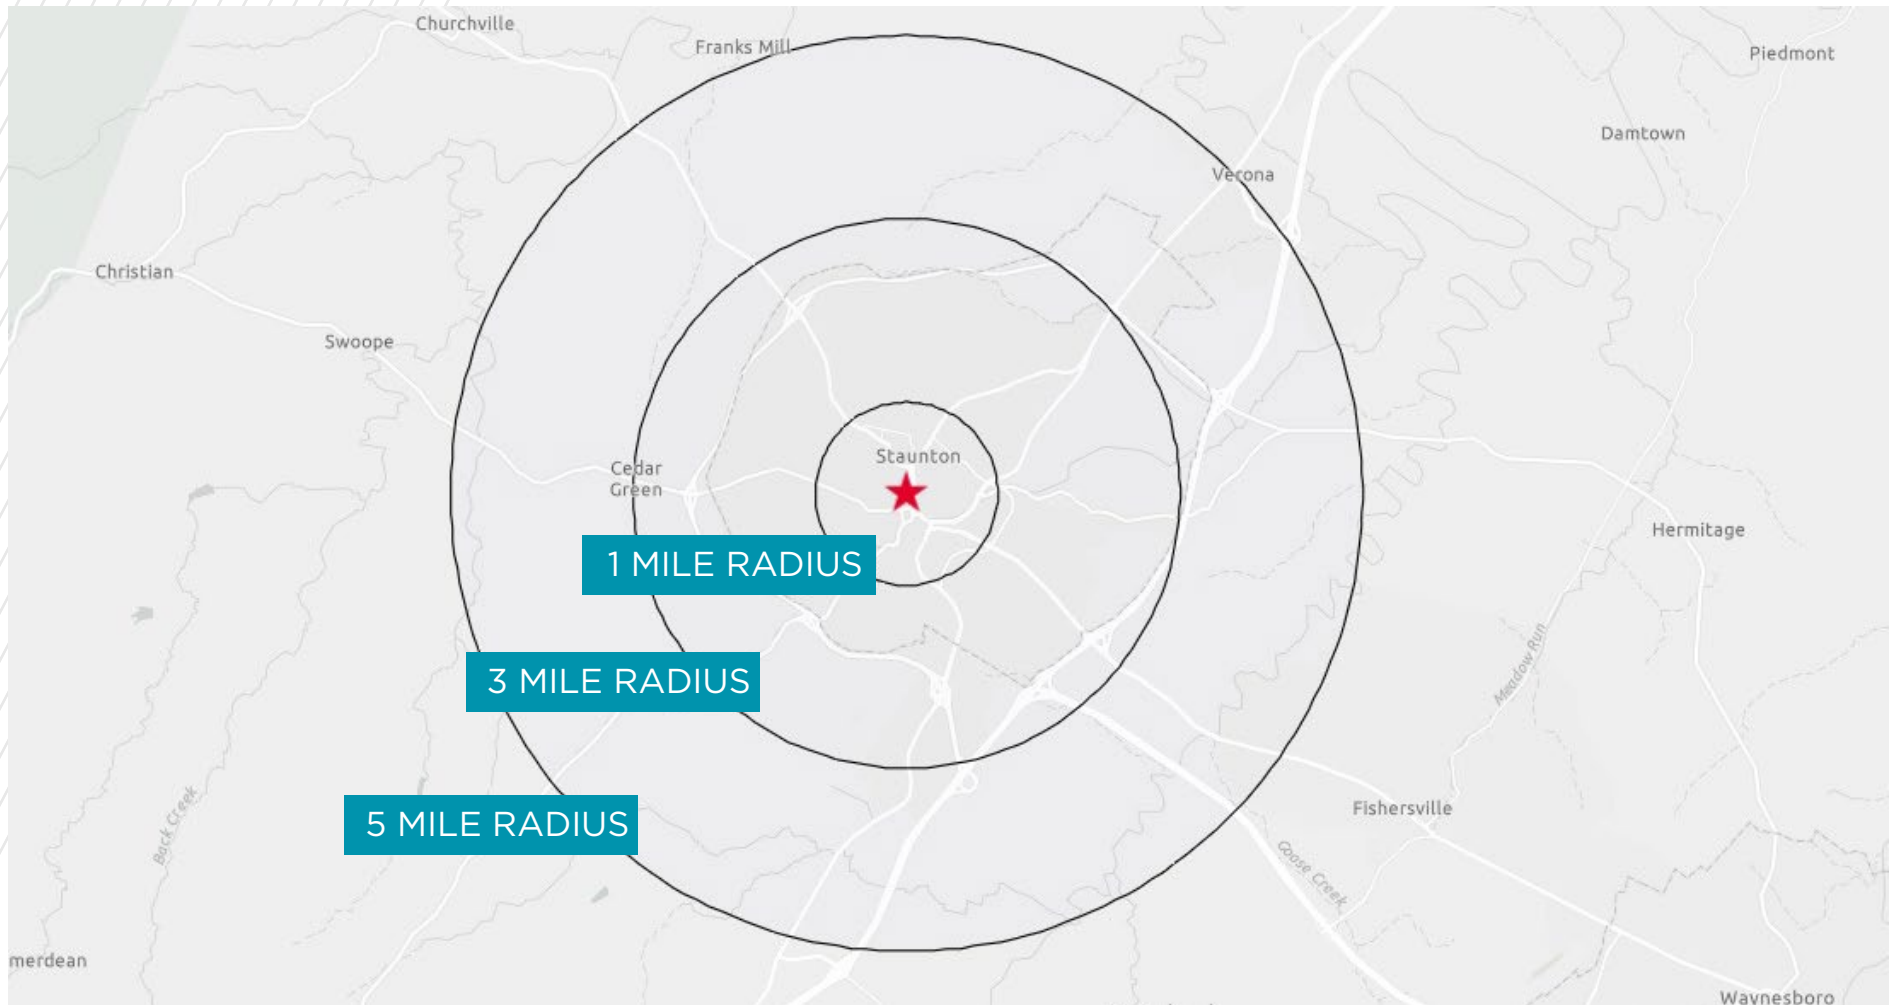 Churchville
Franks Mill
Piedmont
Damtown
Verona
Christian
Swoope
Staunton
Cedar
Green
Hermitage
1 MILE RADIUS
3 MILE RADIUS
Meadow Run
5 MILE RADIUS
Back Creek
Fishersville
Goose Creek
merdean
Waynesboro